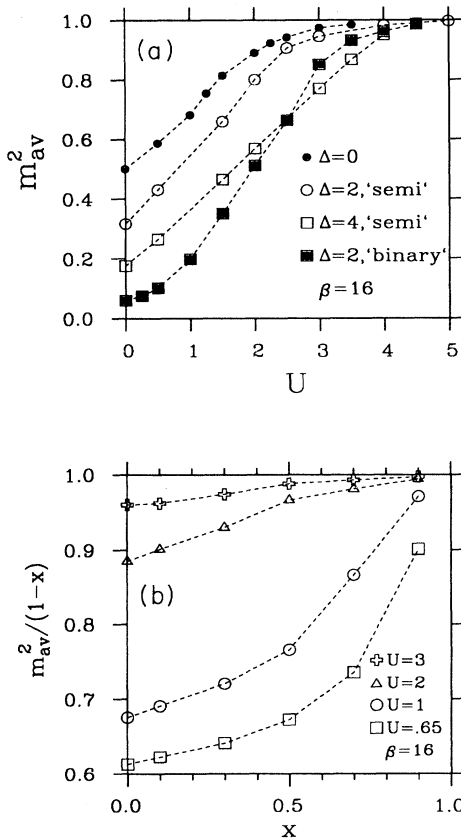 1.0
(a)
0.8
0.6
m²av
0.4
0.2
0.0
● Δ=0
○ Δ=2,'semi'
□ Δ=4,'semi'
■ Δ=2,'binary'
β=16
0 1 2 3 4 5
U
1.0
0.9
0.8
0.7
0.6
m²av/(1-x)
(b)
U=3
△ U=2
○ U=1
□ U=.65
β=16
0.0 0.5 1.0
x